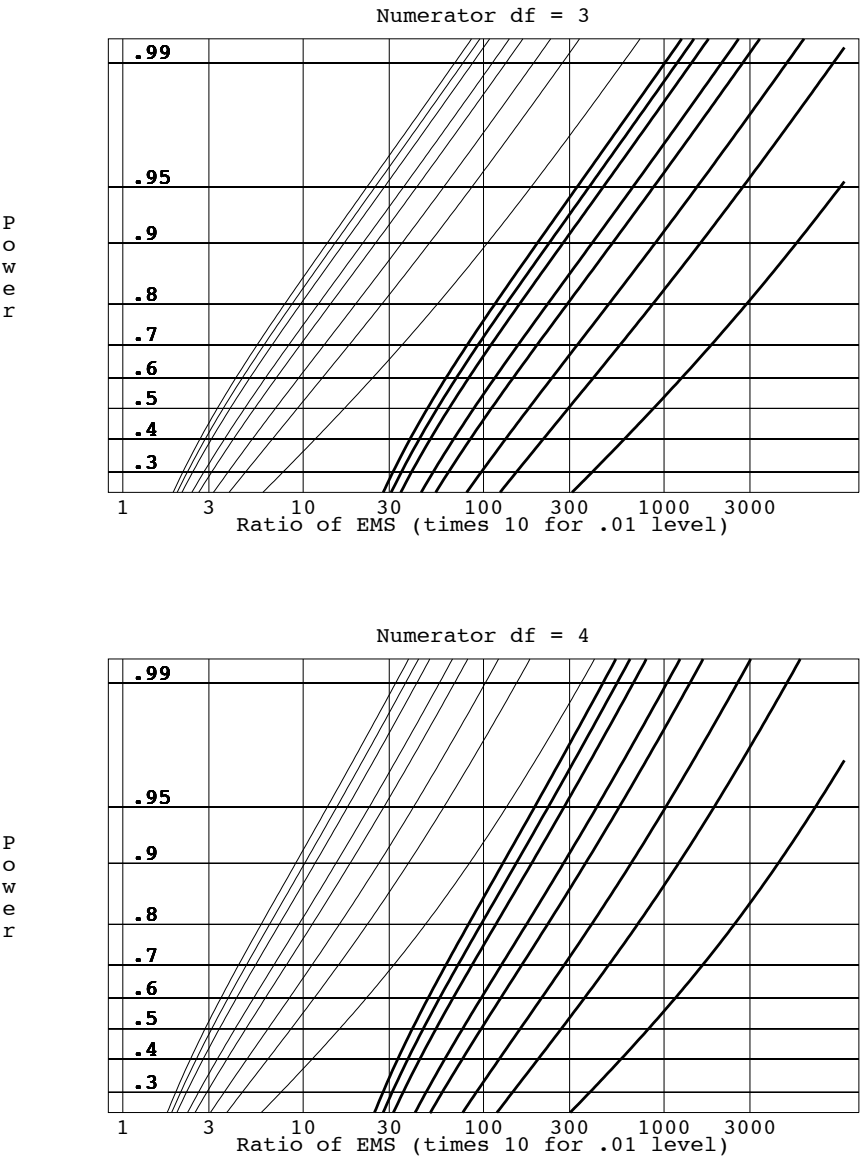 Numerator df = 3
.99
.95
.9
.8
.7
.6
.5
.4
.3
Power
1 3 10 30 100 300 1000 3000
Ratio of EMS (times 10 for .01 level)
Numerator df = 4
.99
.95
.9
.8
.7
.6
.5
.4
.3
Power
1 3 10 30 100 300 1000 3000
Ratio of EMS (times 10 for .01 level)